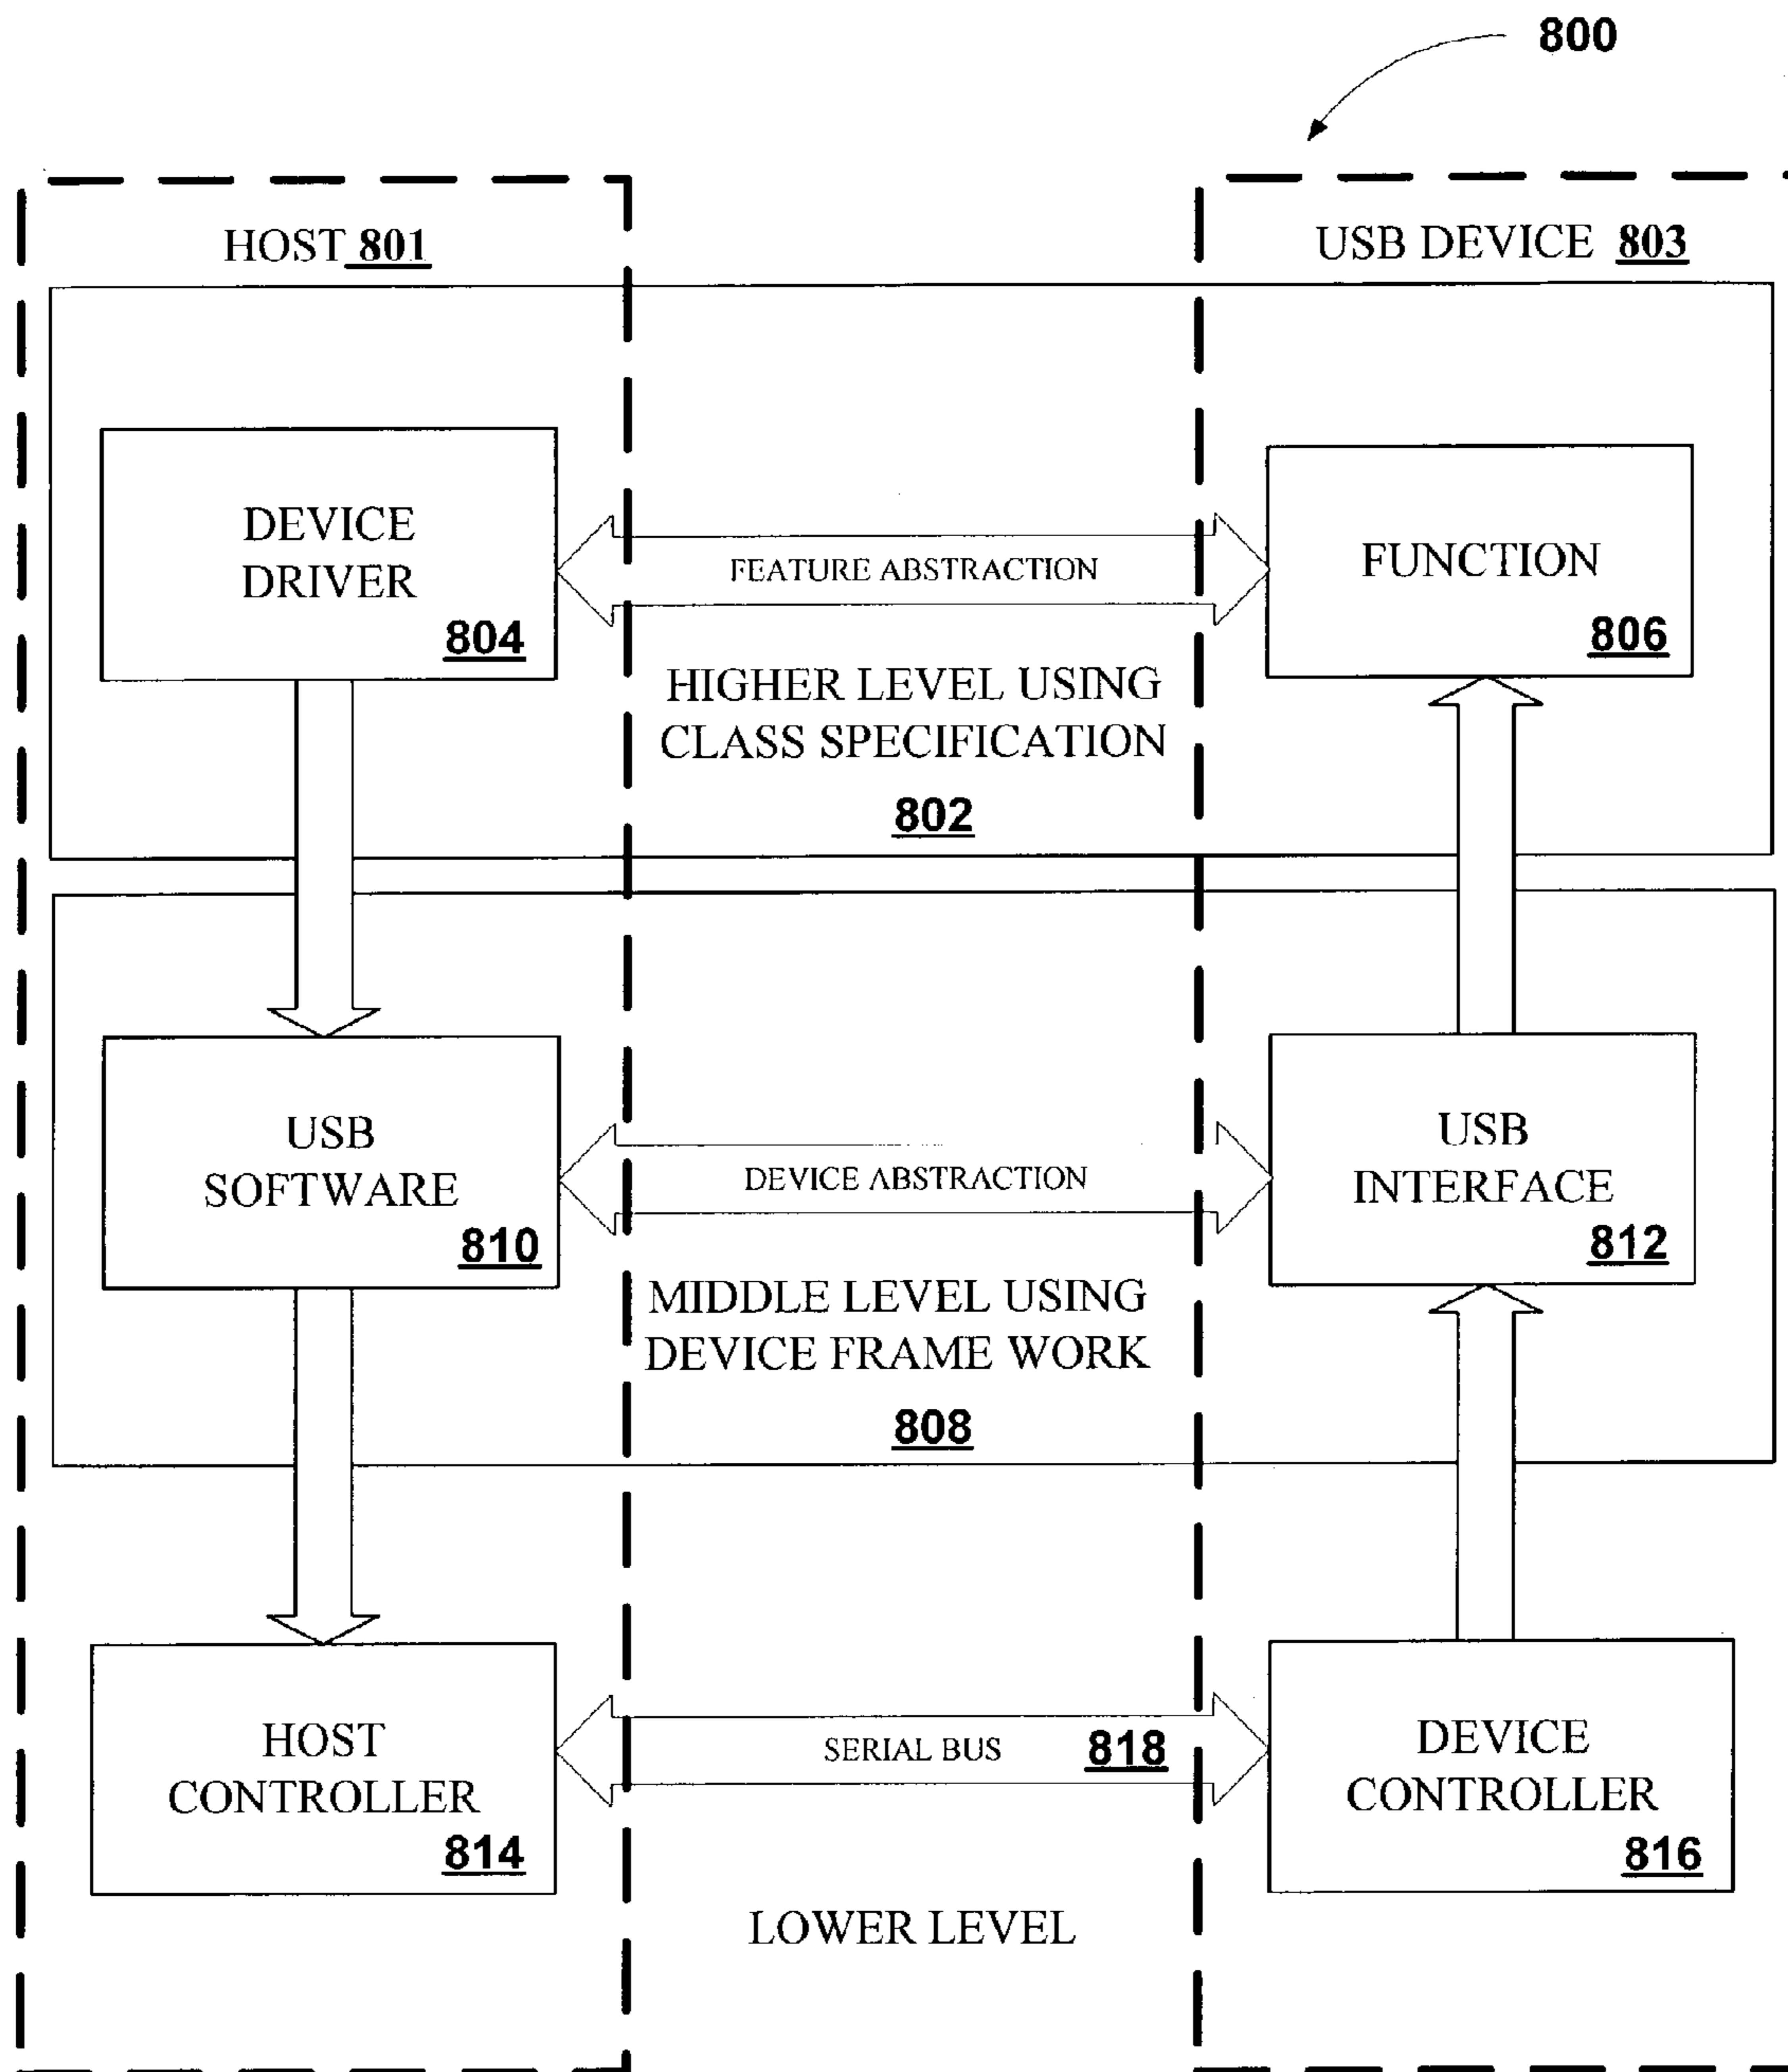 800
HOST 801
USB DEVICE 803
DEVICE
DRIVER
804
FEATURE ABSTRACTION
FUNCTION
806
HIGHER LEVEL USING
CLASS SPECIFICATION
802
USB
SOFTWARE
810
DEVICE ABSTRACTION
USB
INTERFACE
812
MIDDLE LEVEL USING
DEVICE FRAME WORK
808
HOST
CONTROLLER
814
SERIAL BUS 818
DEVICE
CONTROLLER
816
LOWER LEVEL